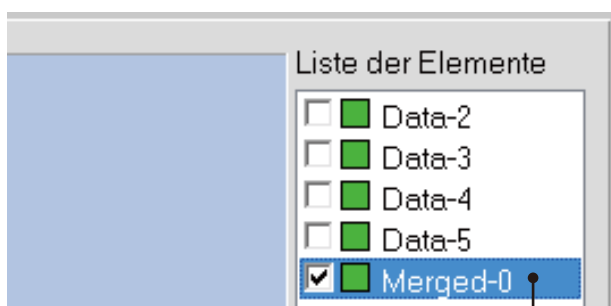 Liste der Elemente
Data-2
Data-3
Data-4
Data-5
Merged-0